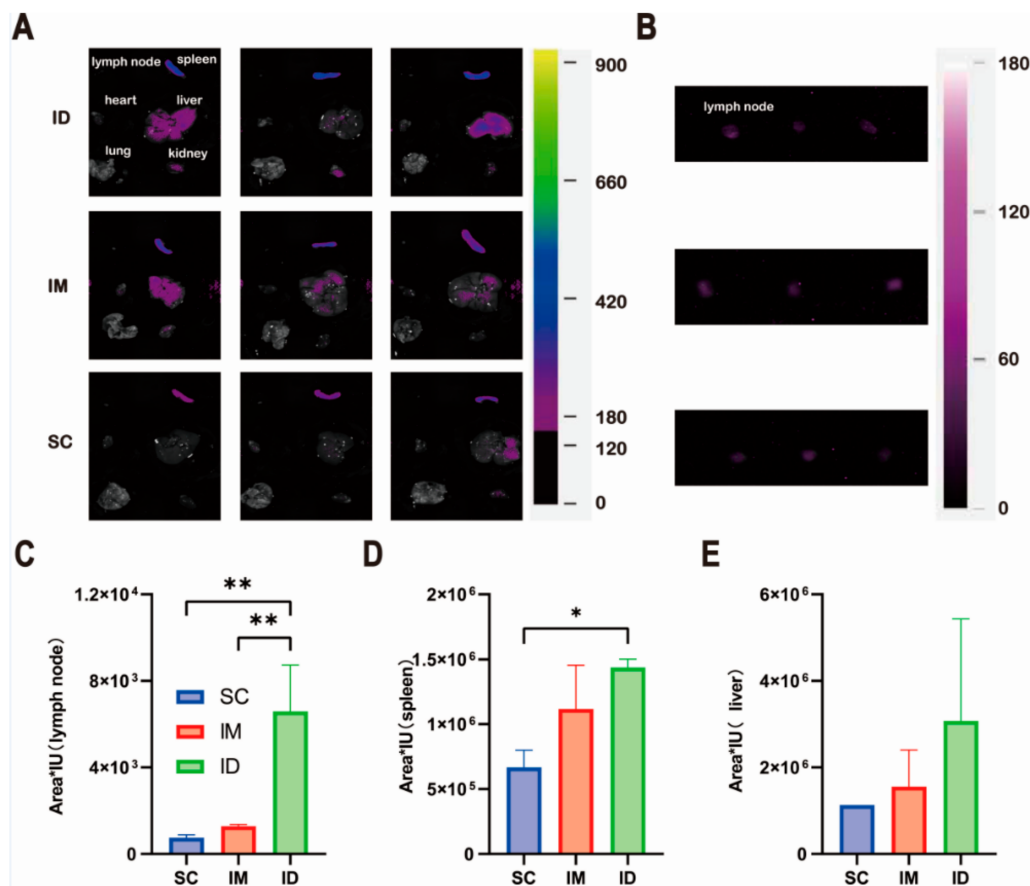 A
B
lymph node
spleen
heart
liver
lung
kidney
ID
IM
SC
900
660
420
180
120
0
lymph node
180
120
60
0
C
D
E
Area*IU (lymph node)
1.2×10⁴
8×10³
4×10³
0
**
**
SC
IM
ID
SC
IM
ID
Area*IU (spleen)
2×10⁶
1.5×10⁶
1×10⁶
5×10⁵
0
*
SC
IM
ID
Area*IU ( liver)
6×10⁶
4×10⁶
2×10⁶
0
SC
IM
ID